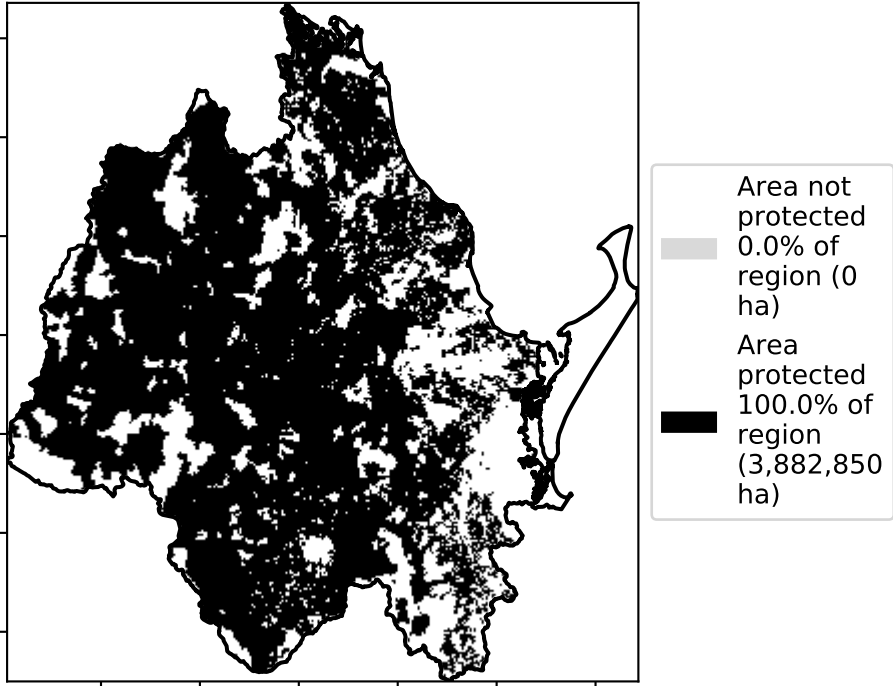 Area not
protected
0.0% of
region (0
ha)
Area
protected
100.0% of
region
(3,882,850
ha)